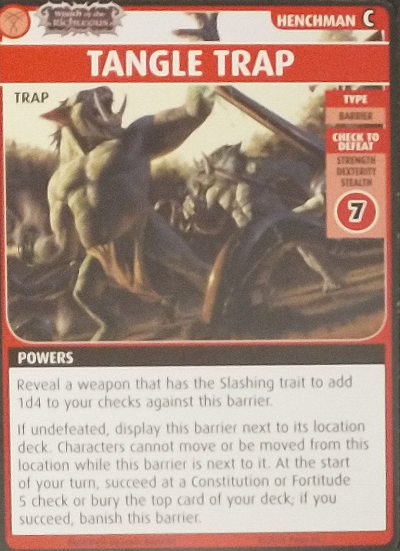 Wrath of the
Righteous
HENCHMAN C
TANGLE TRAP
TRAP
TYPE
BARRIER
CHECK TO
DEFEAT
STRENGTH
DEXTERITY
STEALTH
7
POWERS
Reveal a weapon that has the Slashing trait to add
1d4 to your checks against this barrier.
If undefeated, display this barrier next to its location
deck. Characters cannot move or be moved from this
location while this barrier is next to it. At the start
of your turn, succeed at a Constitution or Fortitude
5 check or bury the top card of your deck; if you
succeed, banish this barrier.